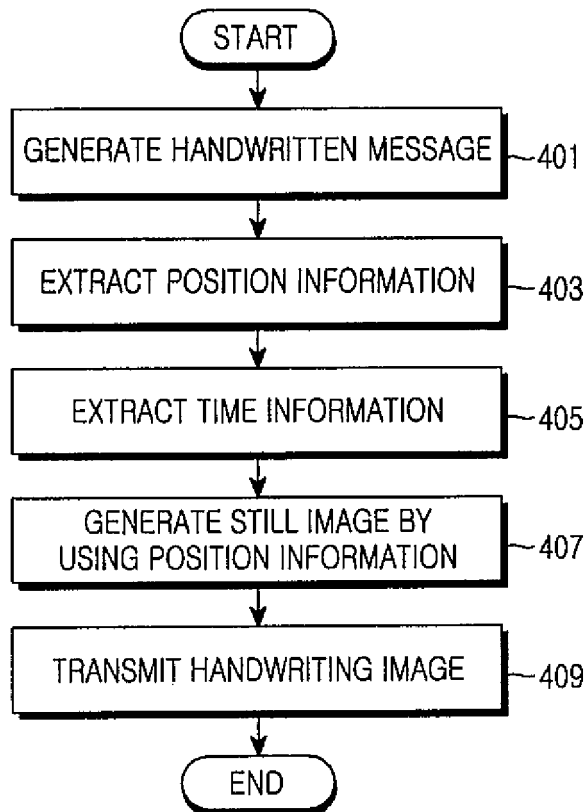 START
GENERATE HANDWRITTEN MESSAGE
401
EXTRACT POSITION INFORMATION
403
EXTRACT TIME INFORMATION
405
GENERATE STILL IMAGE BY
USING POSITION INFORMATION
407
TRANSMIT HANDWRITING IMAGE
409
END